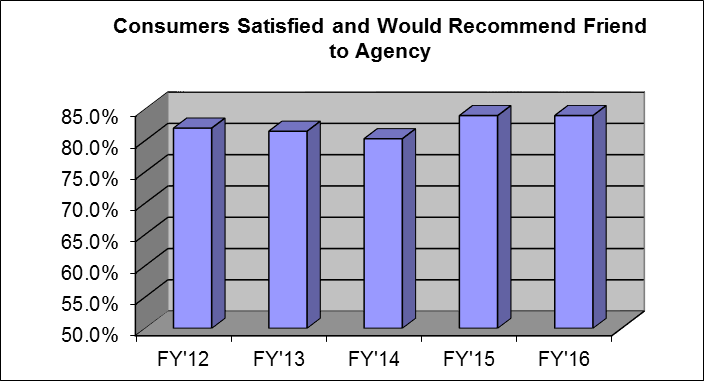 Consumers Satisfied and Would Recommend Friend
to Agency
85.0%
80.0%
75.0%
70.0%
65.0%
60.0%
55.0%
50.0%
FY'12 FY'13 FY'14 FY'15 FY'16